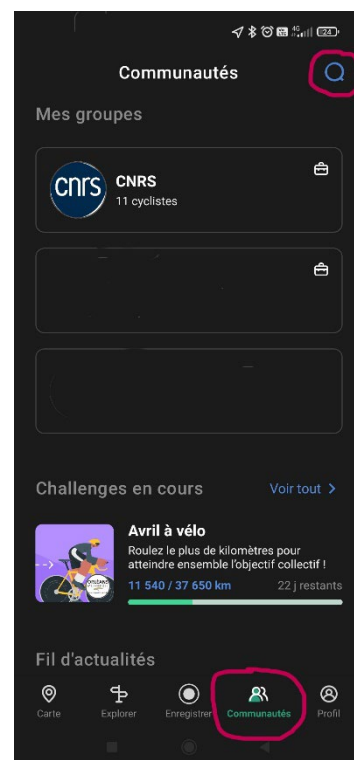 4G
24
Communautés
Mes groupes
cnrs
CNRS
11 cyclistes
Challenges en cours
Voir tout >
Avril à vélo
Roulez le plus de kilomètres pour
atteindre ensemble l'objectif collectif !
11 540 / 37 650 km
22 j restants
Fil d'actualités
Carte
Explorer
Enregistrer
Communautés
Profil